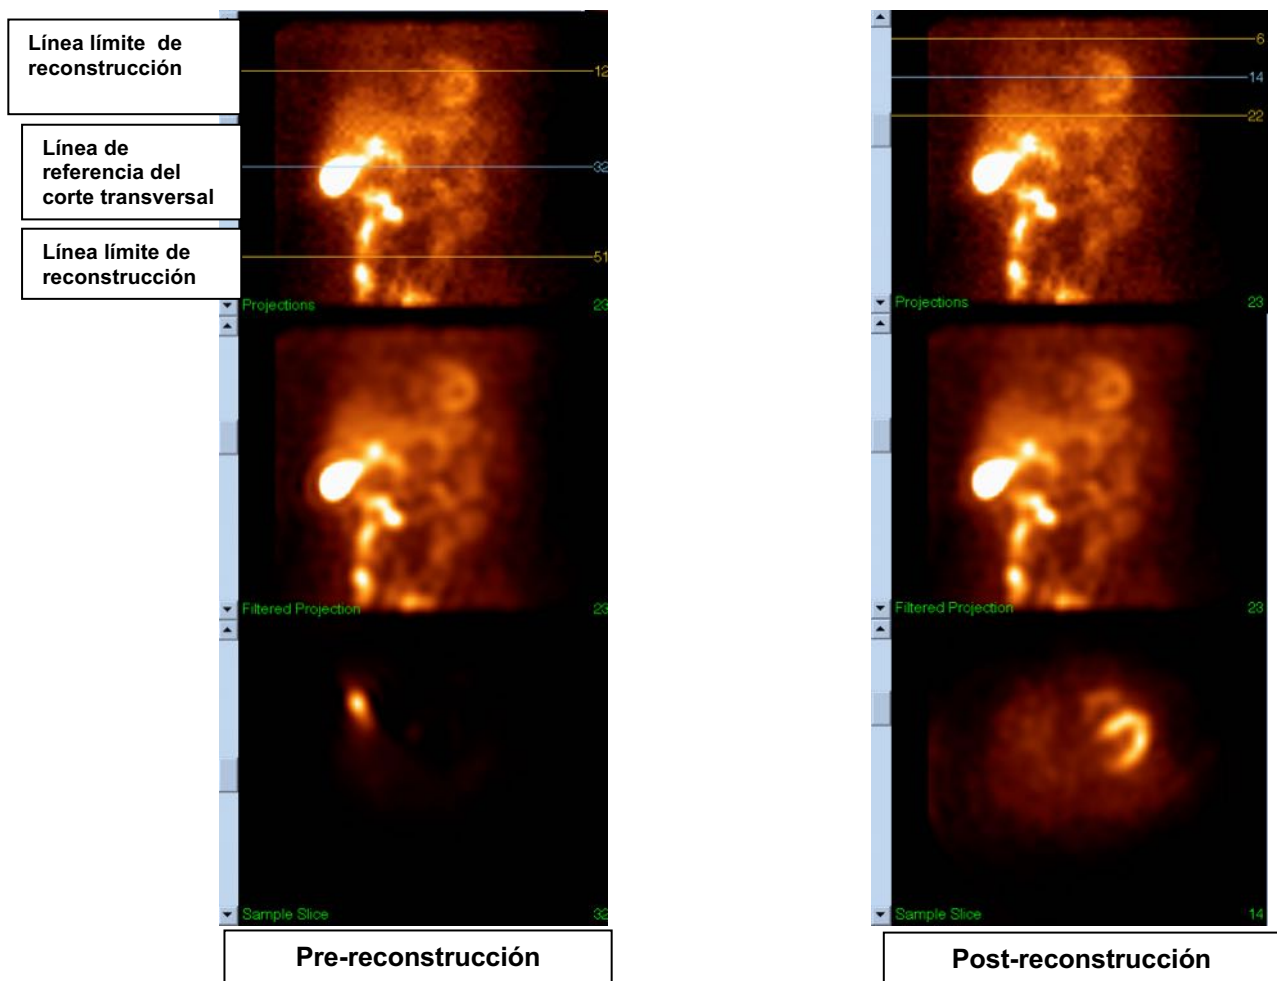 Línea límite de
reconstrucción
12
Línea de
referencia del
corte transversal
32
Línea límite de
reconstrucción
51
Projections 23
Filtered Projection 23
Sample Slice 32
Pre-reconstrucción
6
14
22
Projections 23
Filtered Projection 23
Sample Slice 14
Post-reconstrucción